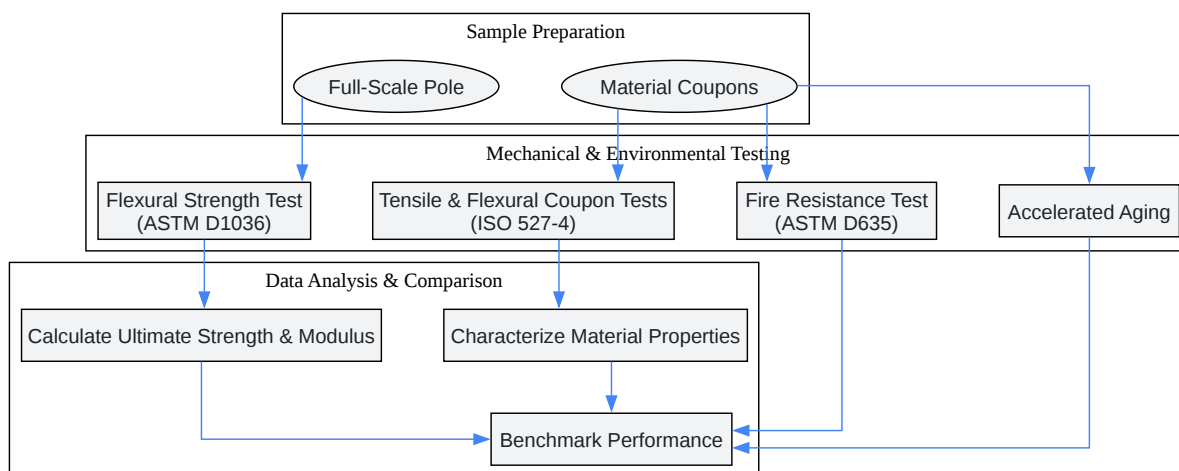 Sample Preparation
Full-Scale Pole
Material Coupons
Mechanical & Environmental Testing
Flexural Strength Test
(ASTM D1036)
Tensile & Flexural Coupon Tests
(ISO 527-4)
Fire Resistance Test
(ASTM D635)
Accelerated Aging
Data Analysis & Comparison
Calculate Ultimate Strength & Modulus
Characterize Material Properties
Benchmark Performance